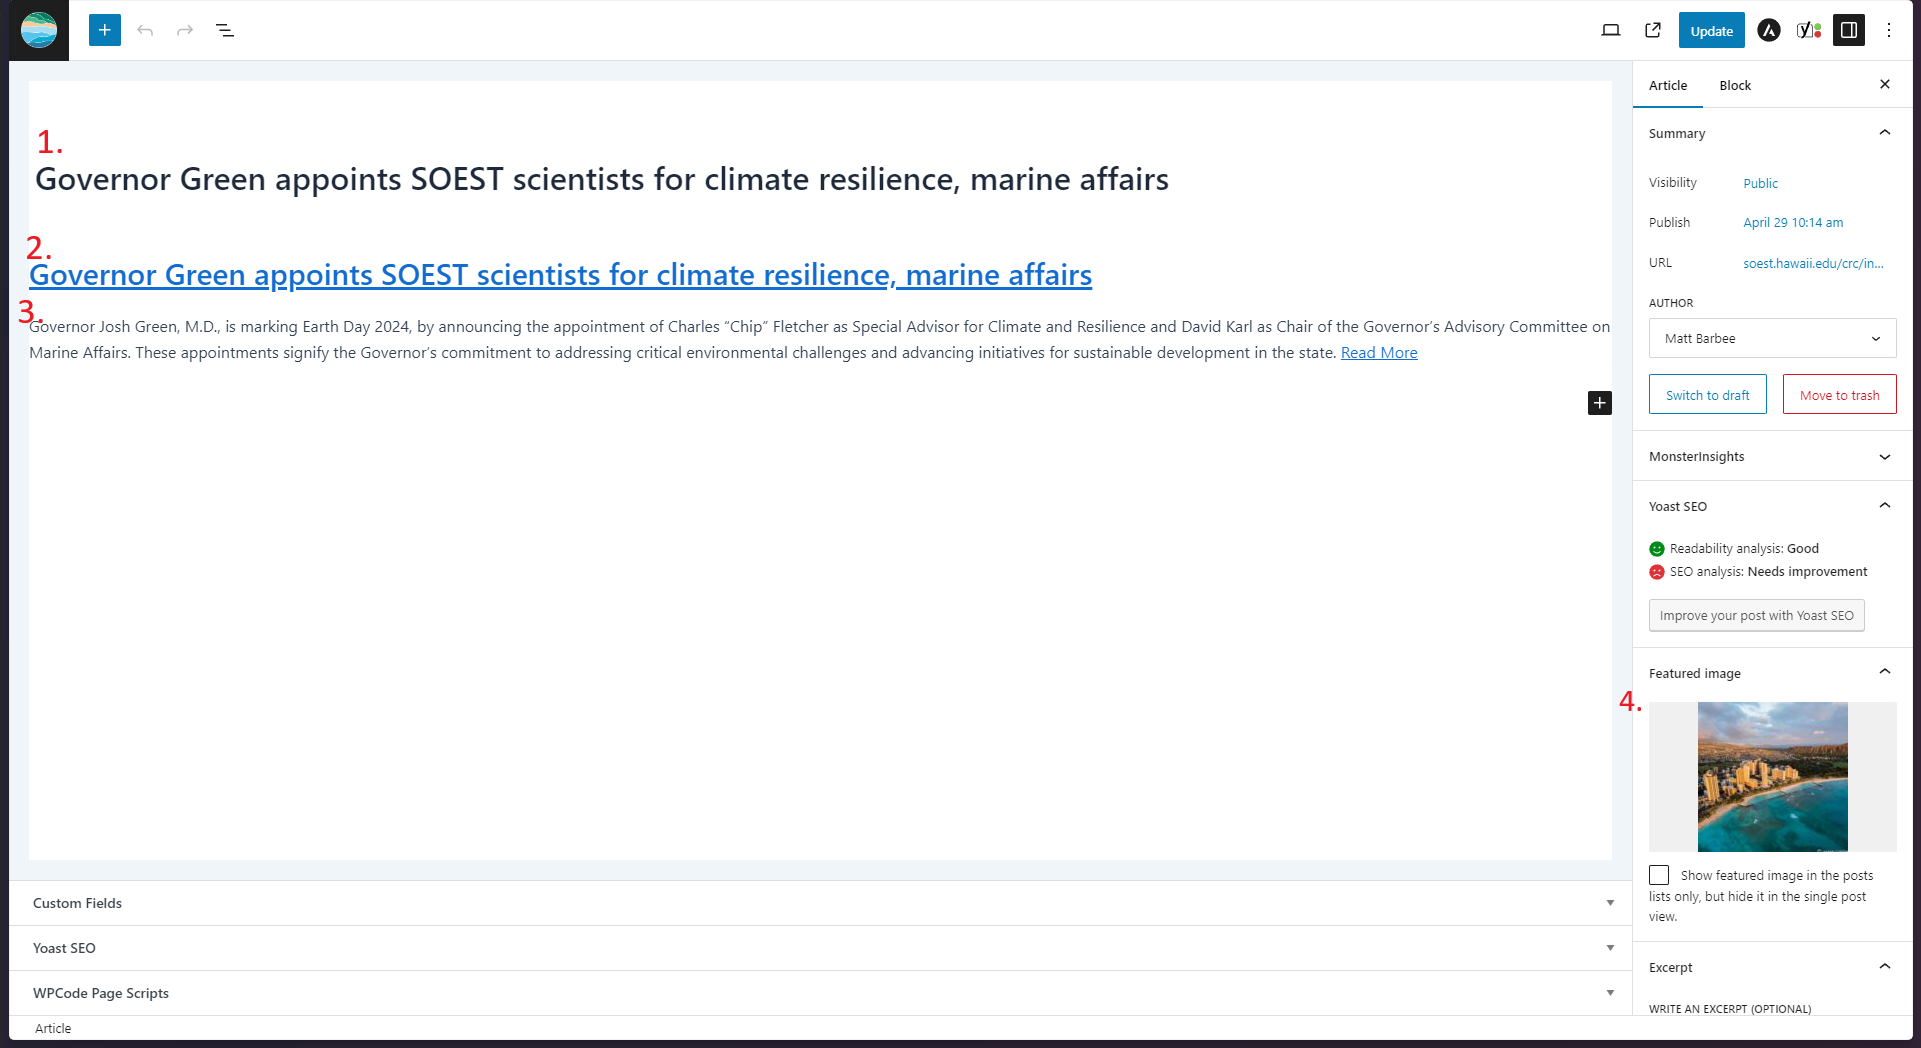 Update
Article
Block
Summary
1.
Governor Green appoints SOEST scientists for climate resilience, marine affairs
2.
Governor Green appoints SOEST scientists for climate resilience, marine affairs
3.
Governor Josh Green, M.D., is marking Earth Day 2024, by announcing the appointment of Charles “Chip” Fletcher as Special Advisor for Climate and Resilience and David Karl as Chair of the Governor’s Advisory Committee on
Marine Affairs. These appointments signify the Governor’s commitment to addressing critical environmental challenges and advancing initiatives for sustainable development in the state. Read More
Visibility Public
Publish April 29 10:14 am
URL soest.hawaii.edu/crc/in...
AUTHOR
Matt Barbee
Switch to draft Move to trash
MonsterInsights
Yoast SEO
Readability analysis: Good
SEO analysis: Needs improvement
Improve your post with Yoast SEO
Featured image
4.
Show featured image in the posts
lists only, but hide it in the single post
view.
Excerpt
WRITE AN EXCERPT (OPTIONAL)
Custom Fields
Yoast SEO
WPCode Page Scripts
Article